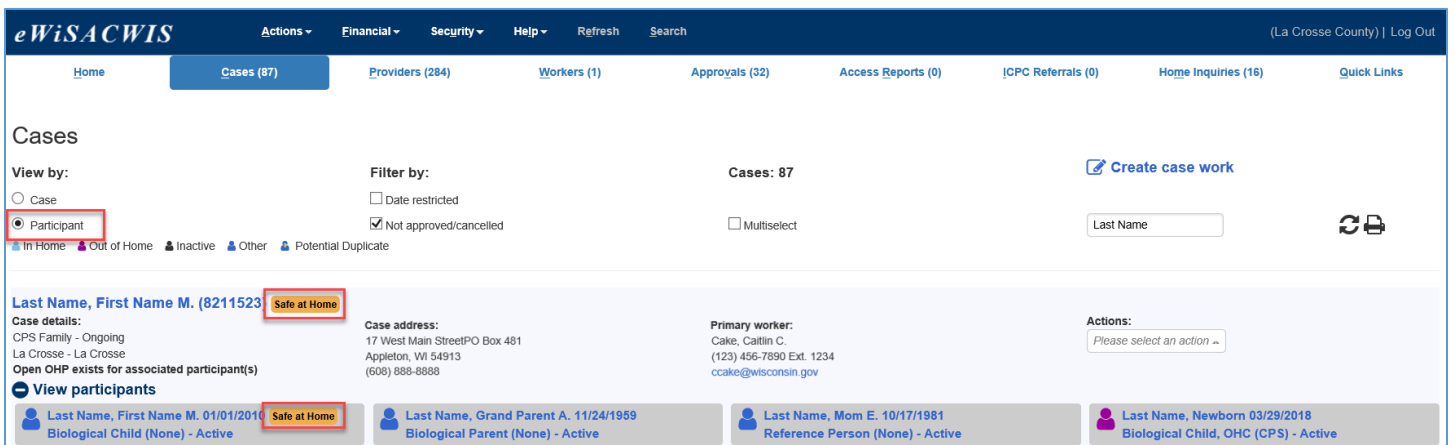 eWiSACWIS Actions Financial Security Help Refresh Search (La Crosse County) | Log Out
Home Cases (87) Providers (284) Workers (1) Approvals (32) Access Reports (0) ICPC Referrals (0) Home Inquiries (16) Quick Links
Cases
View by: Filter by: Cases: 87 Create case work
Case Date restricted
Participant Not approved/cancelled Multiselect Last Name
In Home Out of Home Inactive Other Potential Duplicate
Last Name, First Name M. (8211523) Safe at Home
Case details: Case address: Primary worker: Actions:
CPS Family - Ongoing 17 West Main StreetPO Box 481 Cake, Caitlin C. Please select an action
La Crosse - La Crosse Appleton, WI 54913 (123) 456-7890 Ext. 1234
Open OHP exists for associated participant(s) (608) 888-8888 ccake@wisconsin.gov
View participants
Last Name, First Name M. 01/01/2010 Safe at Home Last Name, Grand Parent A. 11/24/1959 Last Name, Mom E. 10/17/1981 Last Name, Newborn 03/29/2018
Biological Child (None) - Active Biological Parent (None) - Active Reference Person (None) - Active Biological Child, OHC (CPS) - Active